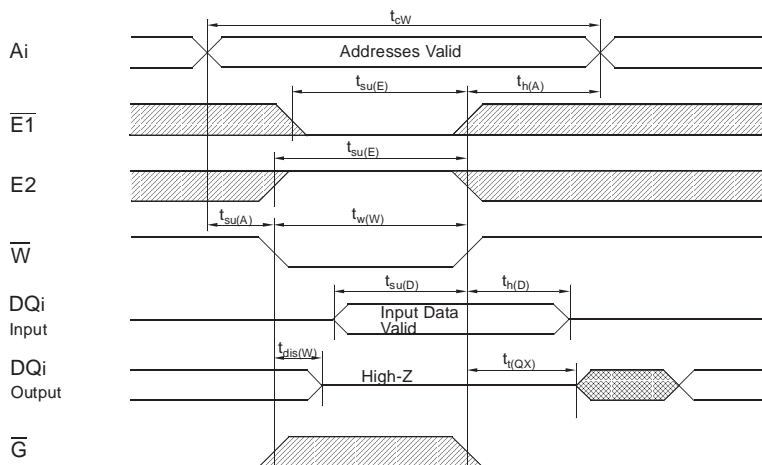 t_cW
Ai Addresses Valid
t_su(E) t_h(A)
E̅1̅
t_su(E)
E2
t_su(A) t_w(W)
W̅
t_su(D) t_h(D)
DQi Input Data
Input Valid
t_dis(W) t_t(QX)
DQi High-Z
Output
G̅